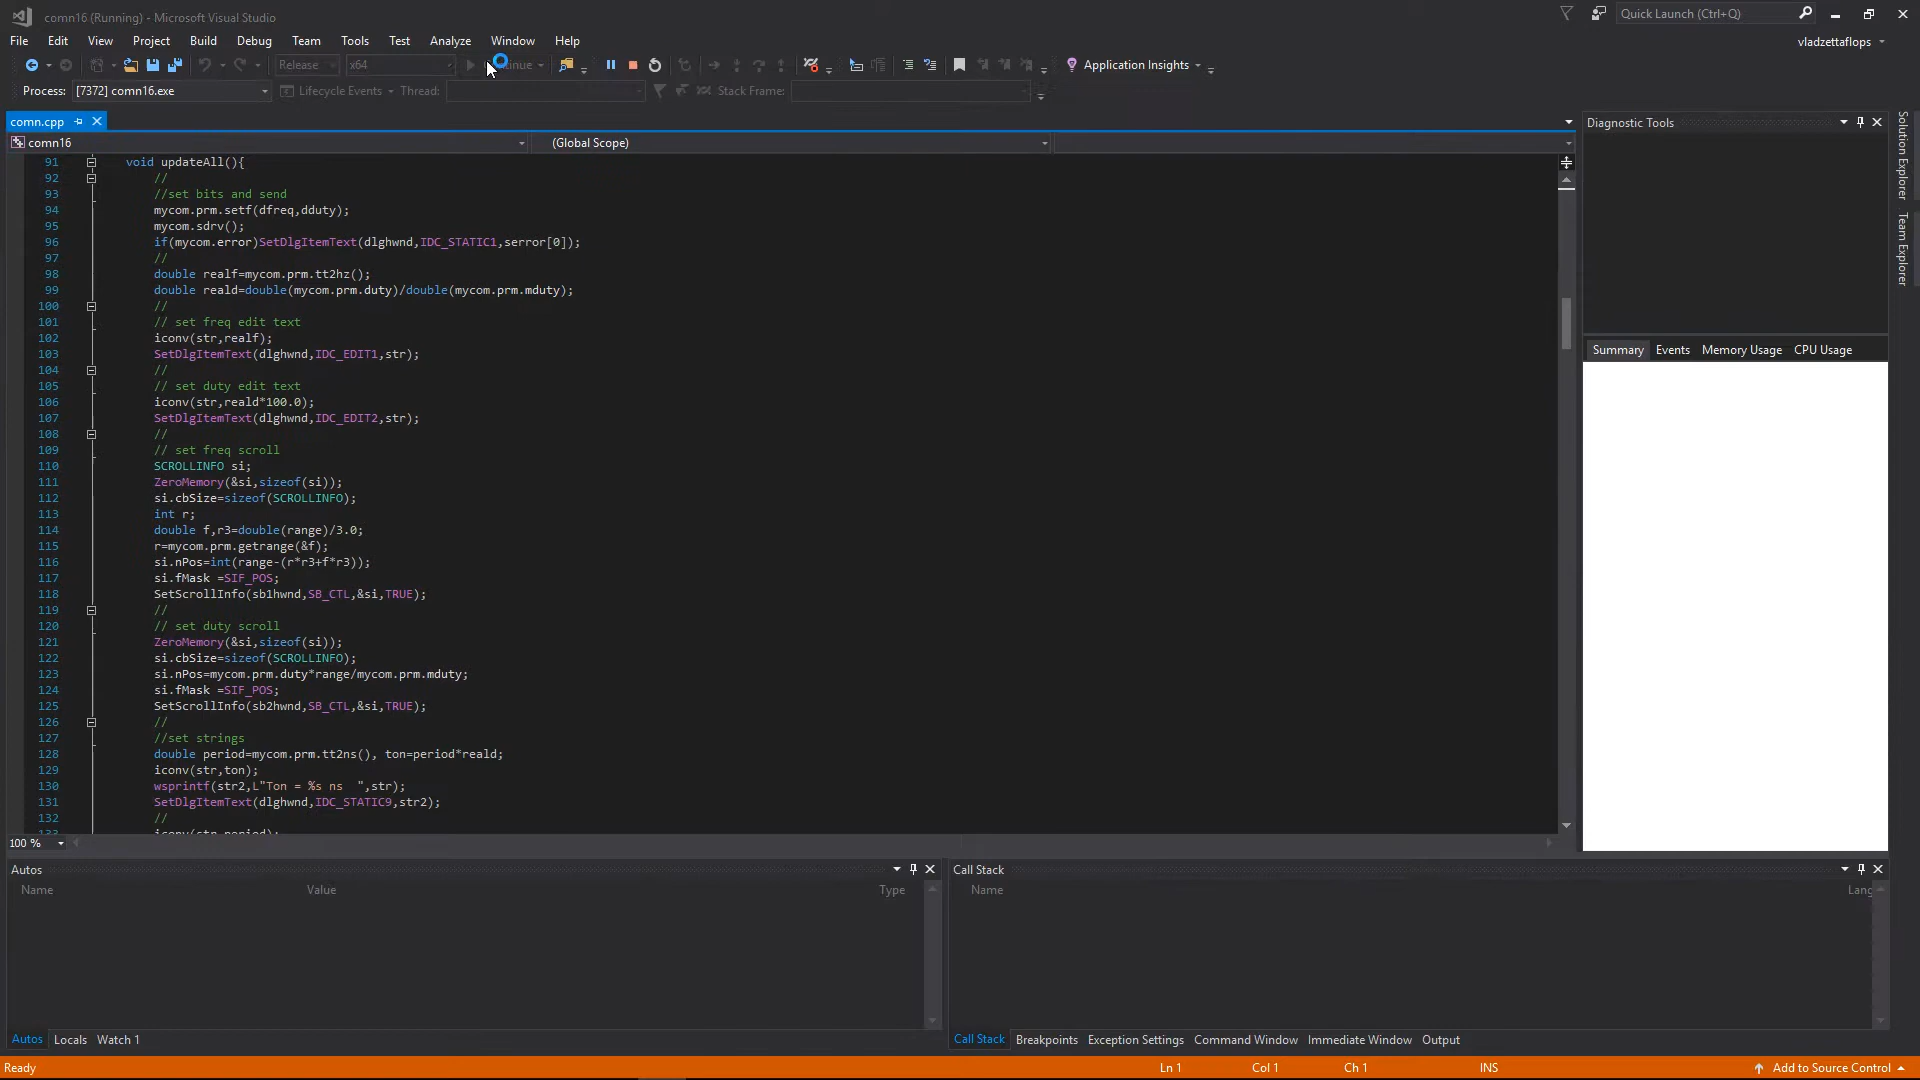 comn16 (Running) - Microsoft Visual Studio
Quick Launch (Ctrl+Q)
File Edit View Project Build Debug Team Tools Test Analyze Window Help
vladzettaflops
Release x64 Application Insights
Process: [7372] comn16.exe Lifecycle Events Thread: Stack Frame:
comn.cpp
Diagnostic Tools
comn16 (Global Scope)
91 void updateAll(){
92 //
93 //set bits and send
94 mycom.prm.setf(dfreq,dduty);
95 mycom.sdrv();
96 if(mycom.error)SetDlgItemText(dlghwnd,IDC_STATIC1,serror[0]);
97 //
98 double realf=mycom.prm.tt2hz();
99 double reald=double(mycom.prm.duty)/double(mycom.prm.mduty);
100 //
101 // set freq edit text
102 iconv(str,realf);
103 SetDlgItemText(dlghwnd,IDC_EDIT1,str);
104 //
105 // set duty edit text
106 iconv(str,reald*100.0);
107 SetDlgItemText(dlghwnd,IDC_EDIT2,str);
108 //
109 // set freq scroll
110 SCROLLINFO si;
111 ZeroMemory(&si,sizeof(si));
112 si.cbSize=sizeof(SCROLLINFO);
113 int r;
114 double f,r3=double(range)/3.0;
115 r=mycom.prm.getrange(&f);
116 si.nPos=int(range-(r*r3+f*r3));
117 si.fMask =SIF_POS;
118 SetScrollInfo(sb1hwnd,SB_CTL,&si,TRUE);
119 //
120 // set duty scroll
121 ZeroMemory(&si,sizeof(si));
122 si.cbSize=sizeof(SCROLLINFO);
123 si.nPos=mycom.prm.duty*range/mycom.prm.mduty;
124 si.fMask =SIF_POS;
125 SetScrollInfo(sb2hwnd,SB_CTL,&si,TRUE);
126 //
127 //set strings
128 double period=mycom.prm.tt2ns(), ton=period*reald;
129 iconv(str,ton);
130 wsprintf(str2,L"Ton = %s ns  ",str);
131 SetDlgItemText(dlghwnd,IDC_STATIC9,str2);
132 //
133 iconv(str,period);
Summary Events Memory Usage CPU Usage
Solution Explorer
Team Explorer
100 %
Autos
Name Value Type
Call Stack
Name Lang
Autos Locals Watch 1
Call Stack Breakpoints Exception Settings Command Window Immediate Window Output
Ready Ln 1 Col 1 Ch 1 INS Add to Source Control